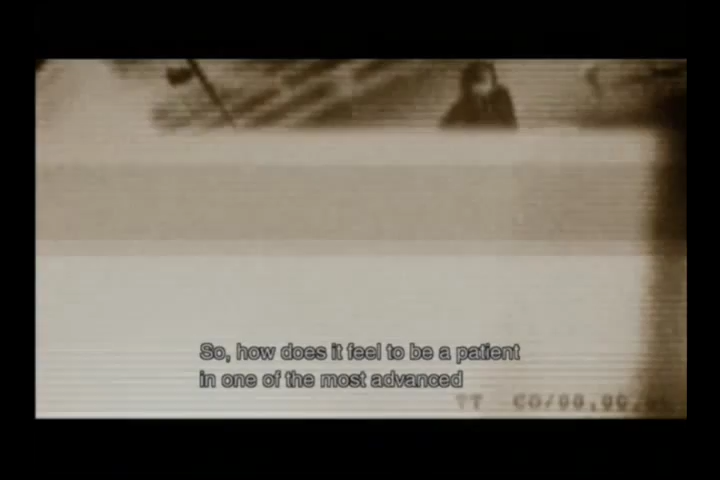 So, how does it feel to be a patient
in one of the most advanced